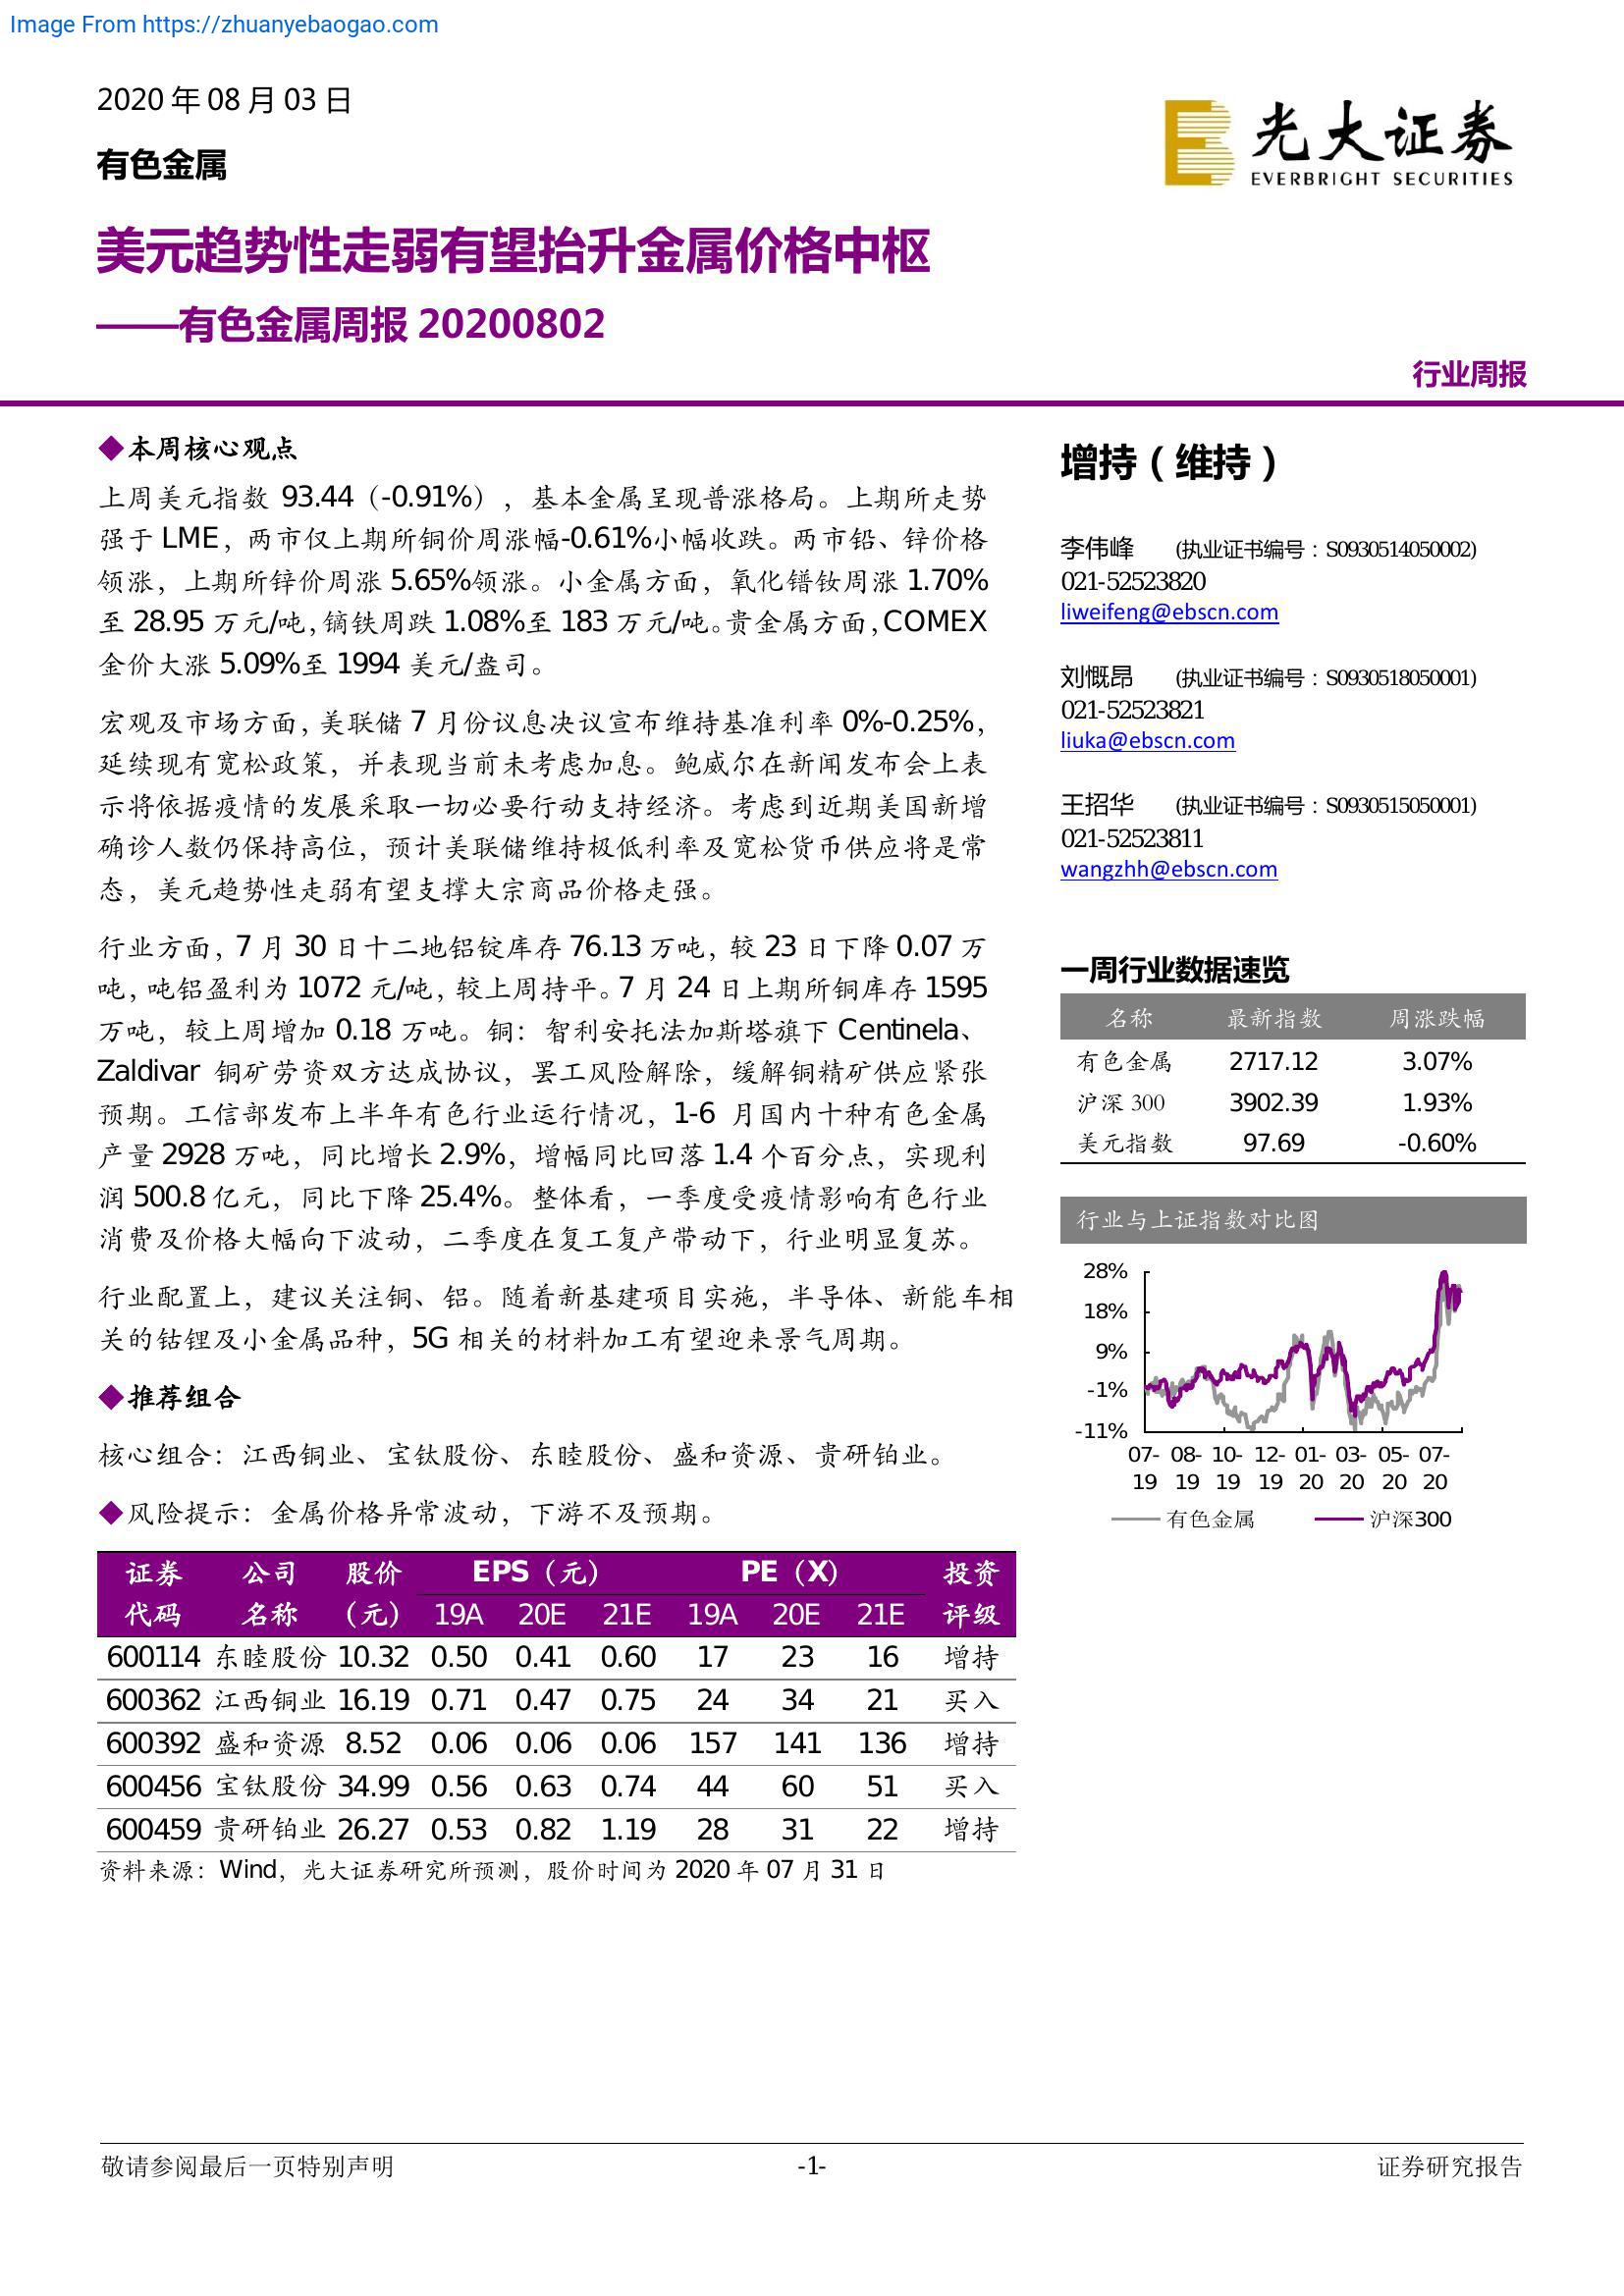 Image From https://zhuanyebaogao.com
2020 年 08 月 03 日
有色金属
光大证券
EVERBRIGHT SECURITIES
美元趋势性走弱有望抬升金属价格中枢
——有色金属周报 20200802
行业周报
◆本周核心观点
上周美元指数 93.44（-0.91%），基本金属呈现普涨格局。上期所走势
强于 LME，两市仅上期所铜价周涨幅-0.61%小幅收跌。两市铅、锌价格
领涨，上期所锌价周涨 5.65%领涨。小金属方面，氧化镨钕周涨 1.70%
至 28.95 万元/吨，镝铁周跌 1.08%至 183 万元/吨。贵金属方面，COMEX
金价大涨 5.09%至 1994 美元/盎司。
宏观及市场方面，美联储 7 月份议息决议宣布维持基准利率 0%-0.25%，
延续现有宽松政策，并表现当前未考虑加息。鲍威尔在新闻发布会上表
示将依据疫情的发展采取一切必要行动支持经济。考虑到近期美国新增
确诊人数仍保持高位，预计美联储维持极低利率及宽松货币供应将是常
态，美元趋势性走弱有望支撑大宗商品价格走强。
行业方面，7 月 30 日十二地铝锭库存 76.13 万吨，较 23 日下降 0.07 万
吨，吨铝盈利为 1072 元/吨，较上周持平。7 月 24 日上期所铜库存 1595
万吨，较上周增加 0.18 万吨。铜：智利安托法加斯塔旗下 Centinela、
Zaldivar 铜矿劳资双方达成协议，罢工风险解除，缓解铜精矿供应紧张
预期。工信部发布上半年有色行业运行情况，1-6 月国内十种有色金属
产量 2928 万吨，同比增长 2.9%，增幅同比回落 1.4 个百分点，实现利
润 500.8 亿元，同比下降 25.4%。整体看，一季度受疫情影响有色行业
消费及价格大幅向下波动，二季度在复工复产带动下，行业明显复苏。
行业配置上，建议关注铜、铝。随着新基建项目实施，半导体、新能车相
关的钴锂及小金属品种，5G 相关的材料加工有望迎来景气周期。
◆推荐组合
核心组合：江西铜业、宝钛股份、东睦股份、盛和资源、贵研铂业。
◆风险提示：金属价格异常波动，下游不及预期。
证券 公司 股价 EPS（元） PE（X） 投资
代码 名称 （元） 19A 20E 21E 19A 20E 21E 评级
600114 东睦股份 10.32 0.50 0.41 0.60 17 23 16 增持
600362 江西铜业 16.19 0.71 0.47 0.75 24 34 21 买入
600392 盛和资源 8.52 0.06 0.06 0.06 157 141 136 增持
600456 宝钛股份 34.99 0.56 0.63 0.74 44 60 51 买入
600459 贵研铂业 26.27 0.53 0.82 1.19 28 31 22 增持
资料来源：Wind，光大证券研究所预测，股价时间为 2020 年 07 月 31 日
增持（维持）
李伟峰 (执业证书编号：S0930514050002)
021-52523820
liweifeng@ebscn.com
刘慨昂 (执业证书编号：S0930518050001)
021-52523821
liuka@ebscn.com
王招华 (执业证书编号：S0930515050001)
021-52523811
wangzhh@ebscn.com
一周行业数据速览
名称 最新指数 周涨跌幅
有色金属 2717.12 3.07%
沪深 300 3902.39 1.93%
美元指数 97.69 -0.60%
行业与上证指数对比图
28%
18%
9%
-1%
-11%
07- 08- 10- 12- 01- 03- 05- 07-
19 19 19 19 20 20 20 20
有色金属 沪深300
敬请参阅最后一页特别声明 -1- 证券研究报告